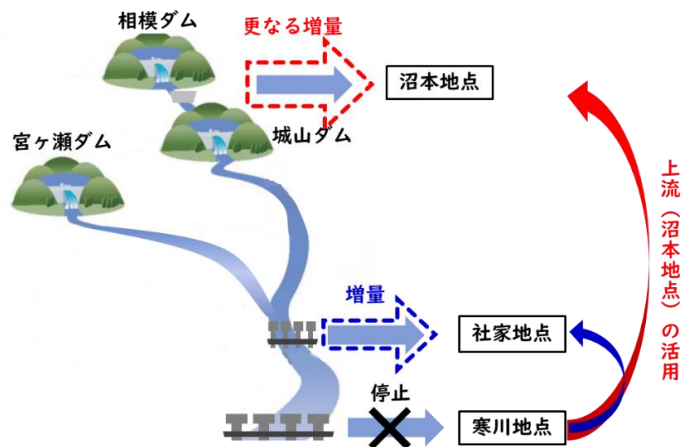 相模ダム
更なる増量
沼本地点
城山ダム
宮ヶ瀬ダム
上流（沼本地点）の活用
増量
社家地点
停止
寒川地点